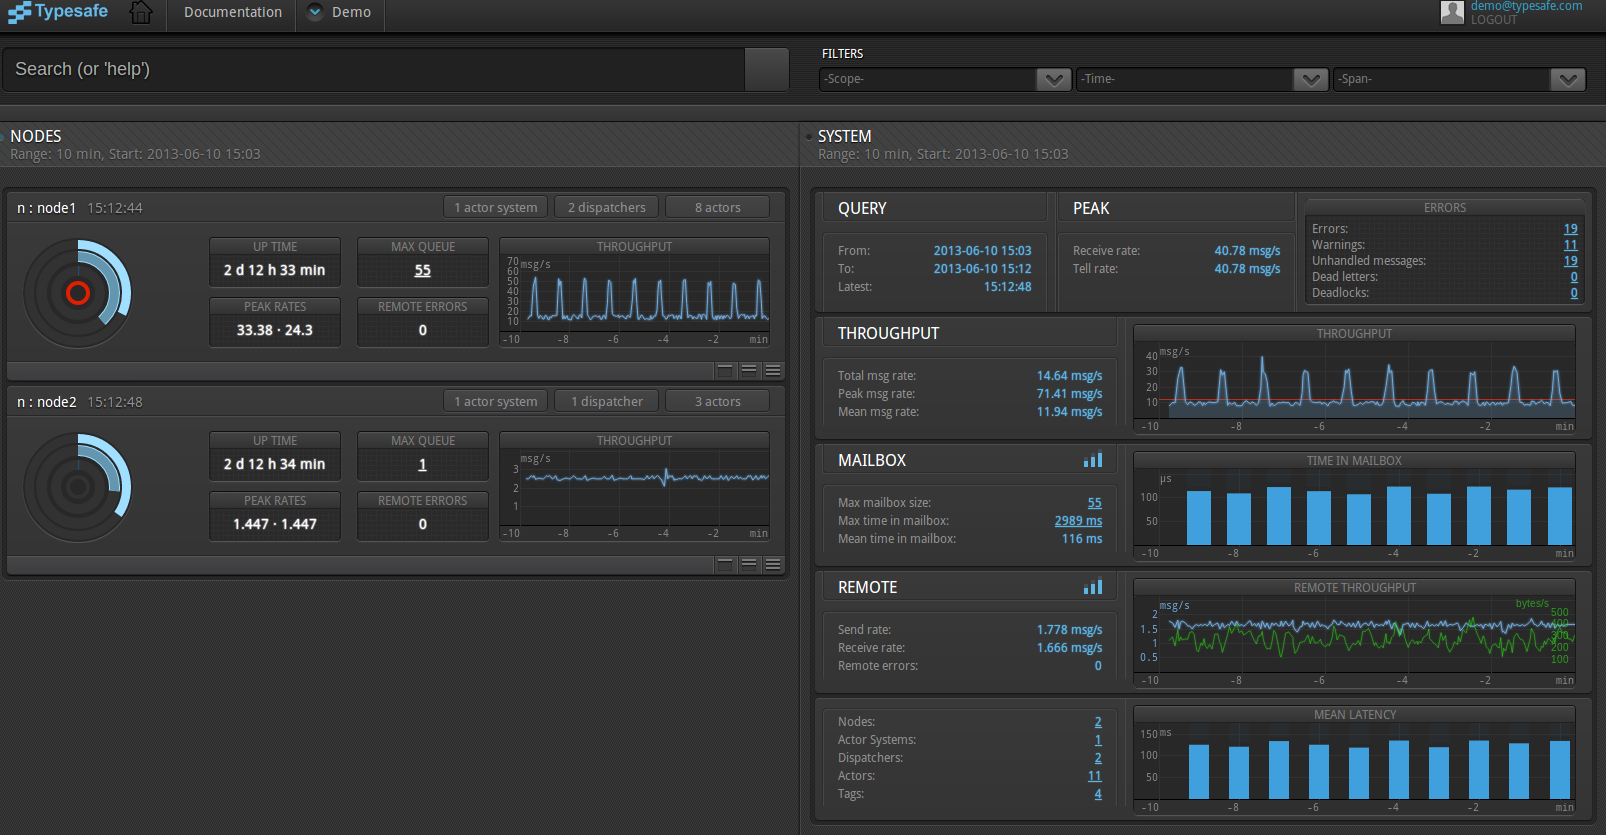 Typesafe
Documentation
Demo
demo@typesafe.com
LOGOUT
Search (or 'help')
FILTERS
-Scope-
-Time-
-Span-
NODES
Range: 10 min, Start: 2013-06-10 15:03
n : node1 15:12:44
1 actor system
2 dispatchers
8 actors
UP TIME
2 d 12 h 33 min
MAX QUEUE
55
PEAK RATES
33.38 · 24.3
REMOTE ERRORS
0
THROUGHPUT
msg/s
70
60
50
40
30
20
10
-10 -8 -6 -4 -2 min
n : node2 15:12:48
1 actor system
1 dispatcher
3 actors
UP TIME
2 d 12 h 34 min
MAX QUEUE
1
PEAK RATES
1.447 · 1.447
REMOTE ERRORS
0
THROUGHPUT
msg/s
3
2
1
-10 -8 -6 -4 -2 min
SYSTEM
Range: 10 min, Start: 2013-06-10 15:03
QUERY
From: 2013-06-10 15:03
To: 2013-06-10 15:12
Latest: 15:12:48
PEAK
Receive rate: 40.78 msg/s
Tell rate: 40.78 msg/s
ERRORS
Errors: 19
Warnings: 11
Unhandled messages: 19
Dead letters: 0
Deadlocks: 0
THROUGHPUT
Total msg rate: 14.64 msg/s
Peak msg rate: 71.41 msg/s
Mean msg rate: 11.94 msg/s
THROUGHPUT
msg/s
40
30
20
10
-10 -8 -6 -4 -2 min
MAILBOX
Max mailbox size: 55
Max time in mailbox: 2989 ms
Mean time in mailbox: 116 ms
TIME IN MAILBOX
µs
100
50
-10 -8 -6 -4 -2 min
REMOTE
Send rate: 1.778 msg/s
Receive rate: 1.666 msg/s
Remote errors: 0
REMOTE THROUGHPUT
msg/s
bytes/s
2
1.5
1
0.5
500
400
300
200
100
-10 -8 -6 -4 -2 min
Nodes: 2
Actor Systems: 1
Dispatchers: 2
Actors: 11
Tags: 4
MEAN LATENCY
150 ms
100
50
-10 -8 -6 -4 -2 min